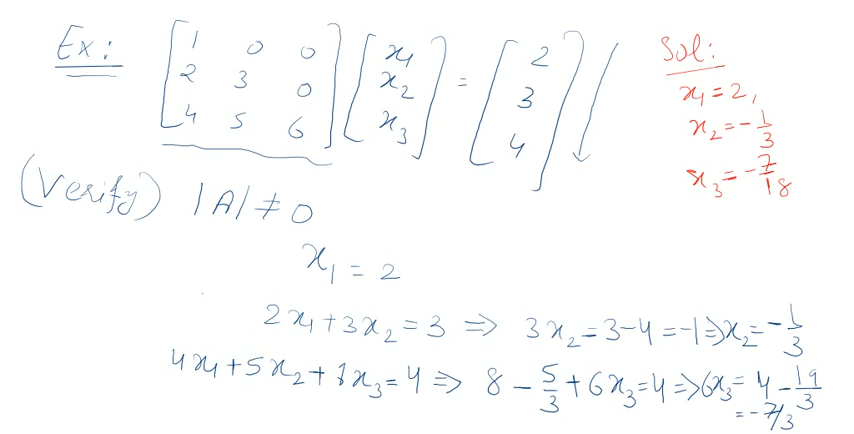 Ex: [1 0 0; 2 3 0; 4 5 6] [x₁; x₂; x₃] = [2; 3; 4] ↓
Sol:
x₁ = 2,
x₂ = -1/3
x₃ = -7/18
(Verify) |A| ≠ 0
x₁ = 2
2x₁ + 3x₂ = 3 ⇒ 3x₂ = 3 - 4 = -1 ⇒ x₂ = -1/3
4x₁ + 5x₂ + 1x₃ = 4 ⇒ 8 - 5/3 + 6x₃ = 4 ⇒ 6x₃ = 4 - 19/3
= -7/3